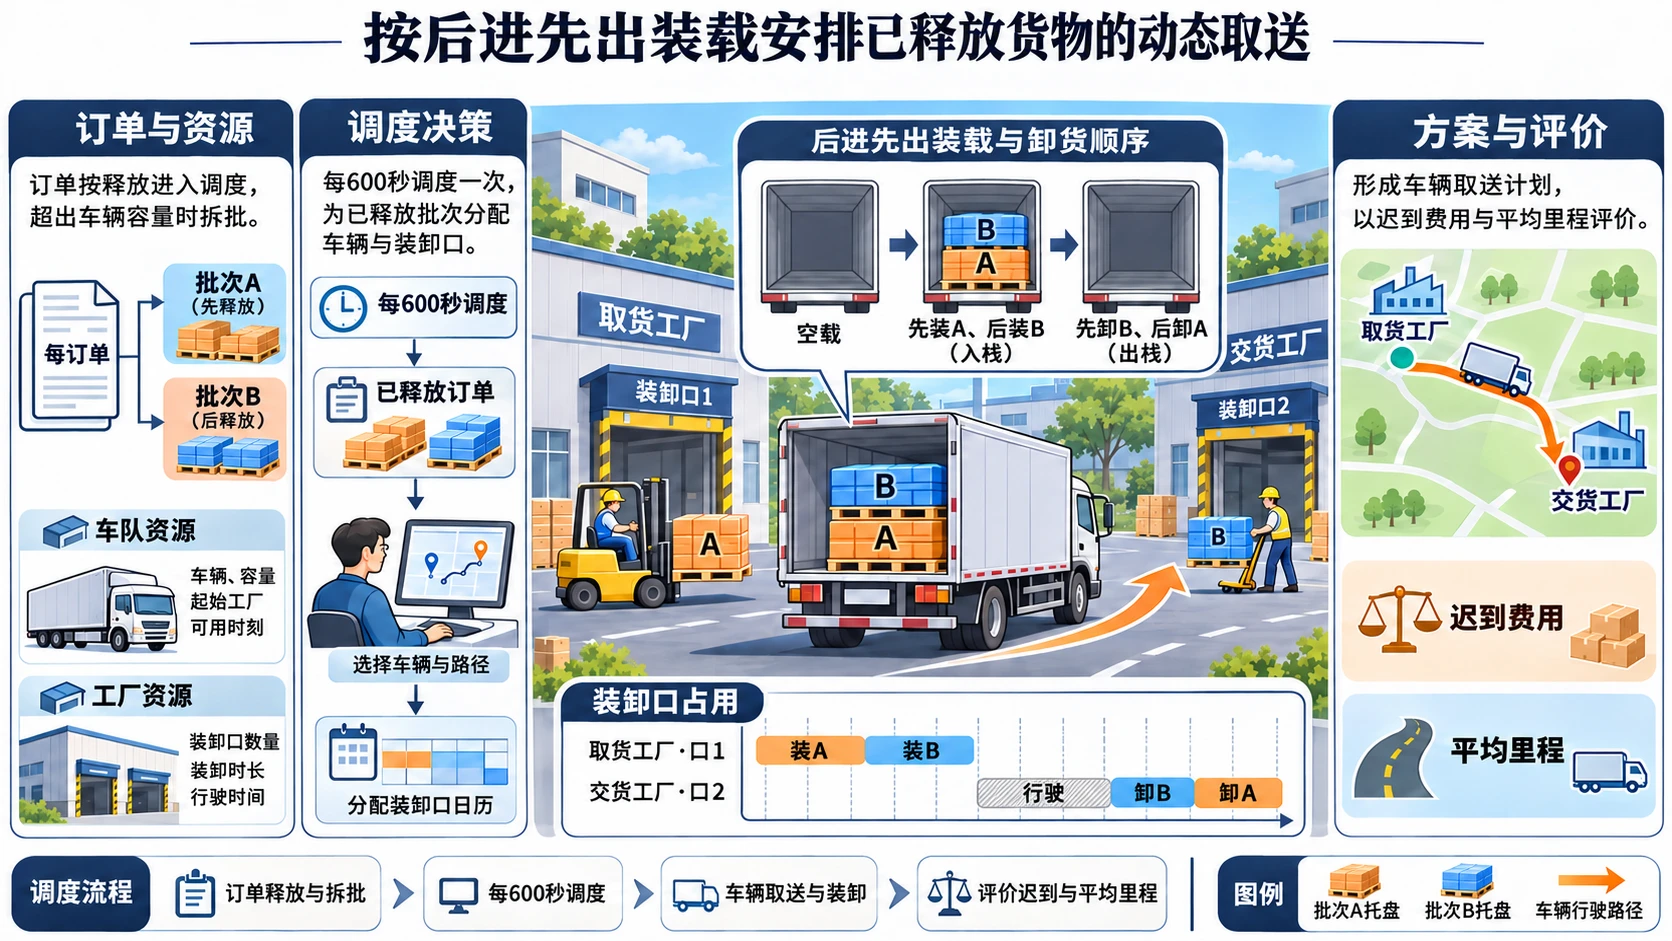 按后进先出装载安排已释放货物的动态取送
订单与资源
订单按释放进入调度，
超出车辆容量时拆批。
每订单
批次A
（先释放）
批次B
（后释放）
车队资源
车辆、容量
起始工厂
可用时刻
工厂资源
装卸口数量
装卸时长
行驶时间
调度决策
每600秒调度一次，
为已释放批次分配
车辆与装卸口。
每600秒调度
已释放订单
选择车辆与路径
分配装卸口日历
后进先出装载与卸货顺序
B
A
空载
先装A、后装B
（入栈）
先卸B、后卸A
（出栈）
取货工厂
装卸口1
交货工厂
装卸口2
A
B
A
B
装卸口占用
取货工厂·口1
装A
装B
交货工厂·口2
行驶
卸B
卸A
方案与评价
形成车辆取送计划，
以迟到费用与平均里程评价。
取货工厂
交货工厂
迟到费用
平均里程
调度流程
订单释放与拆批
每600秒调度
车辆取送与装卸
评价迟到与平均里程
图例
批次A托盘
批次B托盘
车辆行驶路径